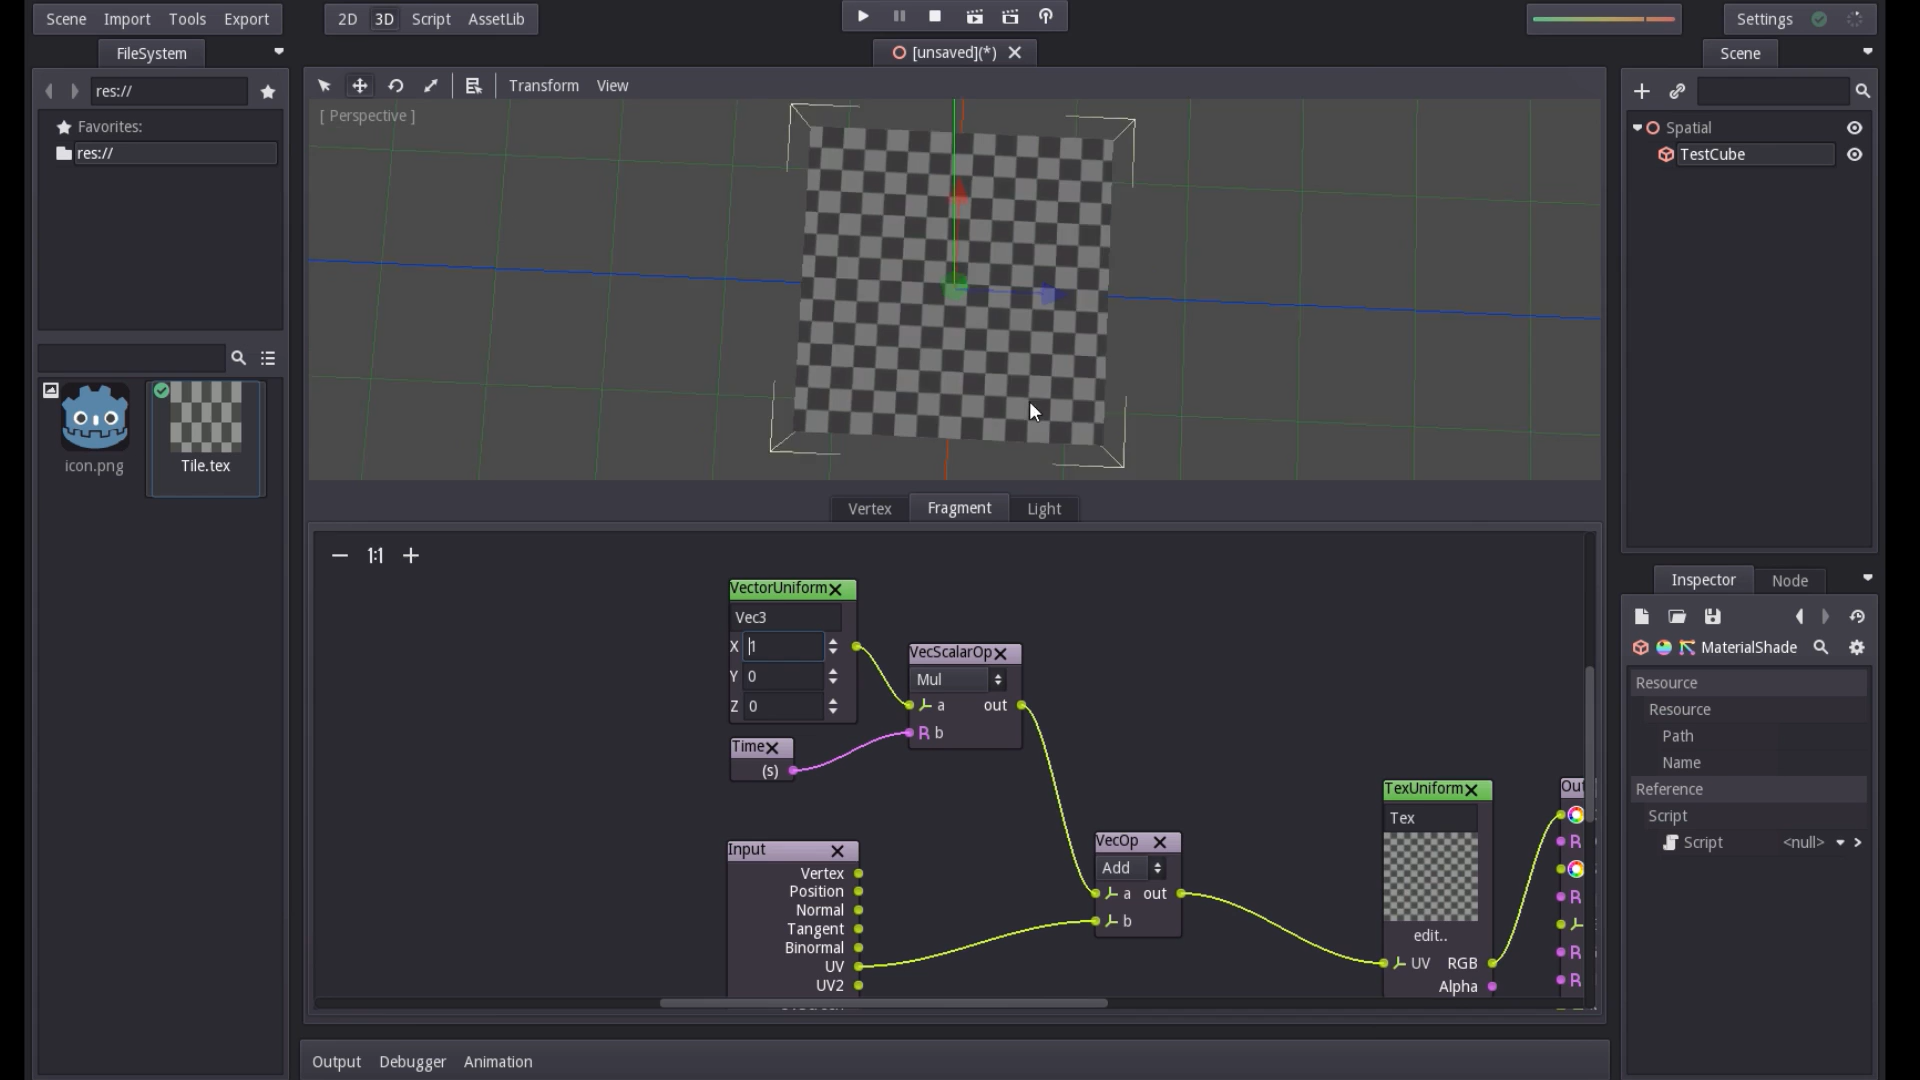 Scene Import Tools Export
2D 3D Script AssetLib
Settings
FileSystem
[unsaved](*)
Scene
res://
Transform View
[ Perspective ]
Favorites:
res://
Spatial
TestCube
icon.png
Tile.tex
Vertex Fragment Light
1:1
VectorUniform
Vec3
X 1
Y 0
Z 0
VecScalarOp
Mul
a out
R b
Time
(s)
Input
Vertex
Position
Normal
Tangent
Binormal
UV
UV2
VecOp
Add
a out
b
TexUniform
Tex
edit..
UV RGB
Alpha
Out
R
R
R
R
Inspector Node
MaterialShade
Resource
Resource
Path
Name
Reference
Script
Script <null>
Output Debugger Animation